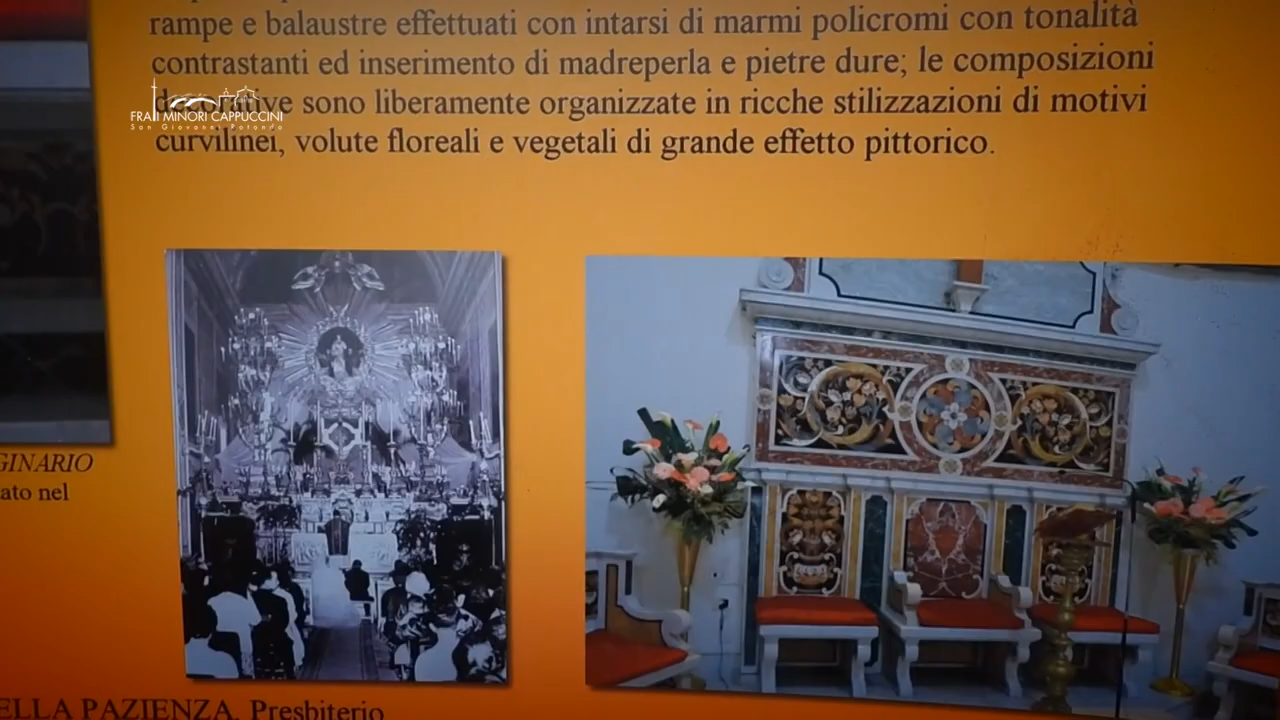 rampe e balaustre effettuati con intarsi di marmi policromi con tonalità
contrastanti ed inserimento di madreperla e pietre dure; le composizioni
decorative sono liberamente organizzate in ricche stilizzazioni di motivi
curvilinei, volute floreali e vegetali di grande effetto pittorico.
FRATI MINORI CAPPUCCINI
San Giovanni Rotondo
GINARIO
ato nel
ELLA PAZIENZA. Presbiterio